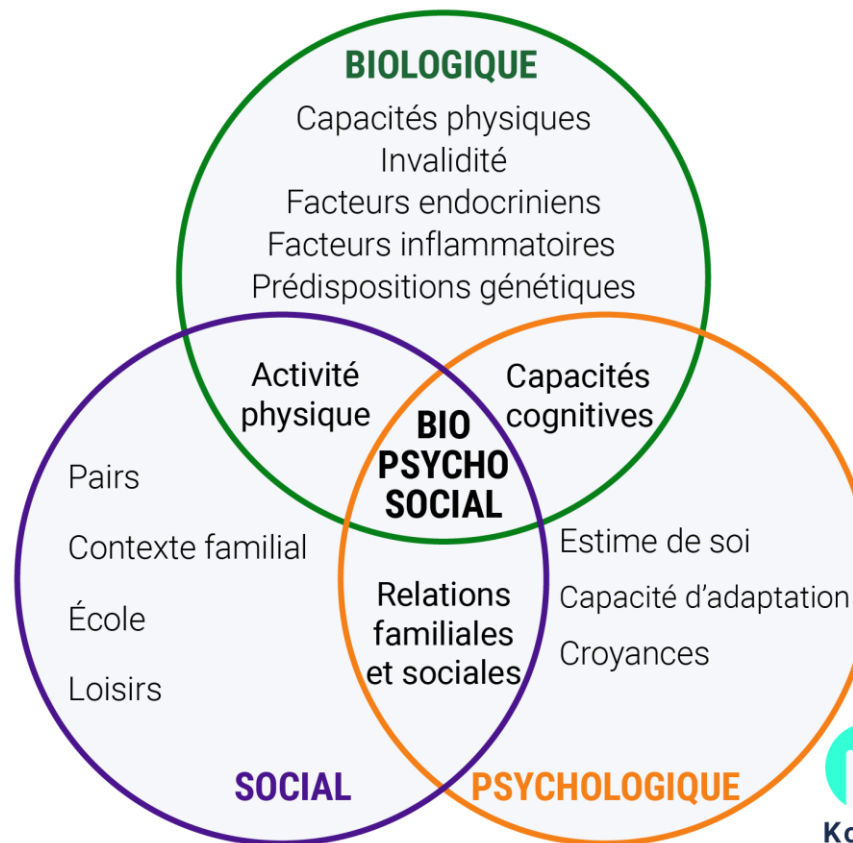 BIOLOGIQUE
Capacités physiques
Invalidité
Facteurs endocriniens
Facteurs inflammatoires
Prédispositions génétiques
Activité
physique
Capacités
cognitives
BIO
PSYCHO
SOCIAL
Pairs
Contexte familial
École
Loisirs
Relations
familiales
et sociales
Estime de soi
Capacité d’adaptation
Croyances
SOCIAL
PSYCHOLOGIQUE